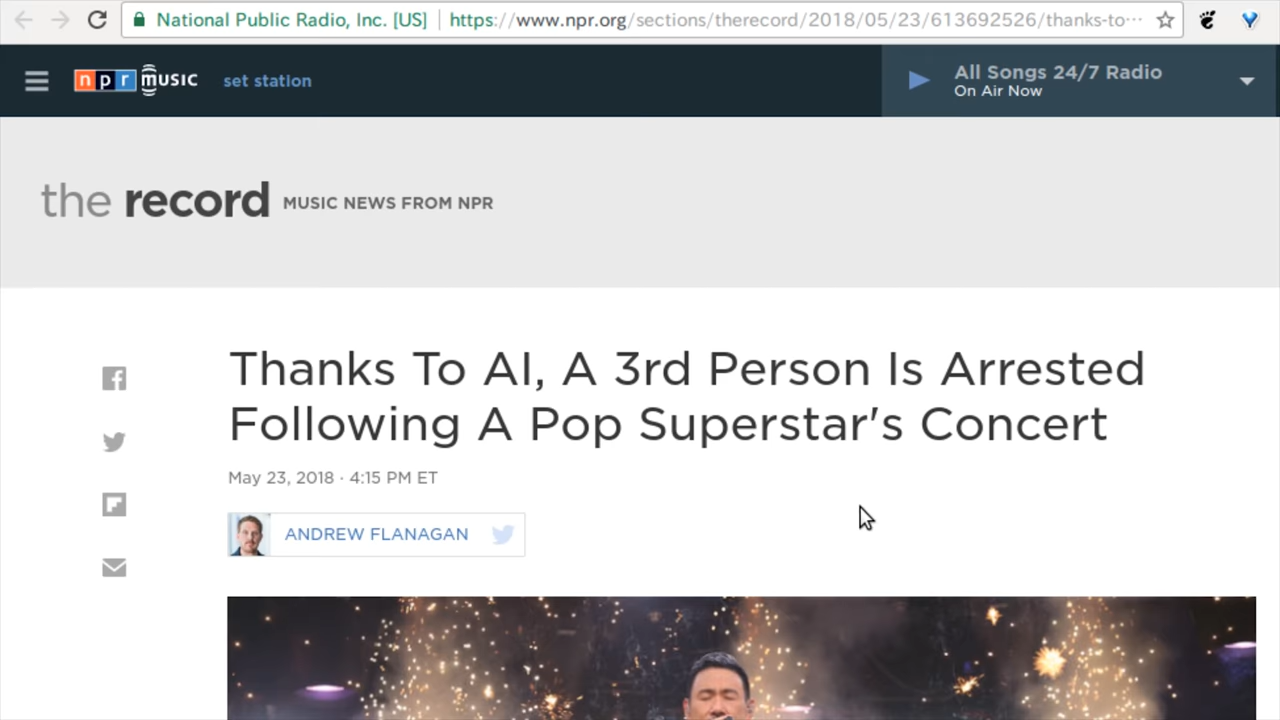 National Public Radio, Inc. [US] https://www.npr.org/sections/therecord/2018/05/23/613692526/thanks-to···
npr music set station
All Songs 24/7 Radio
On Air Now
the record MUSIC NEWS FROM NPR
Thanks To AI, A 3rd Person Is Arrested
Following A Pop Superstar's Concert
May 23, 2018 · 4:15 PM ET
ANDREW FLANAGAN